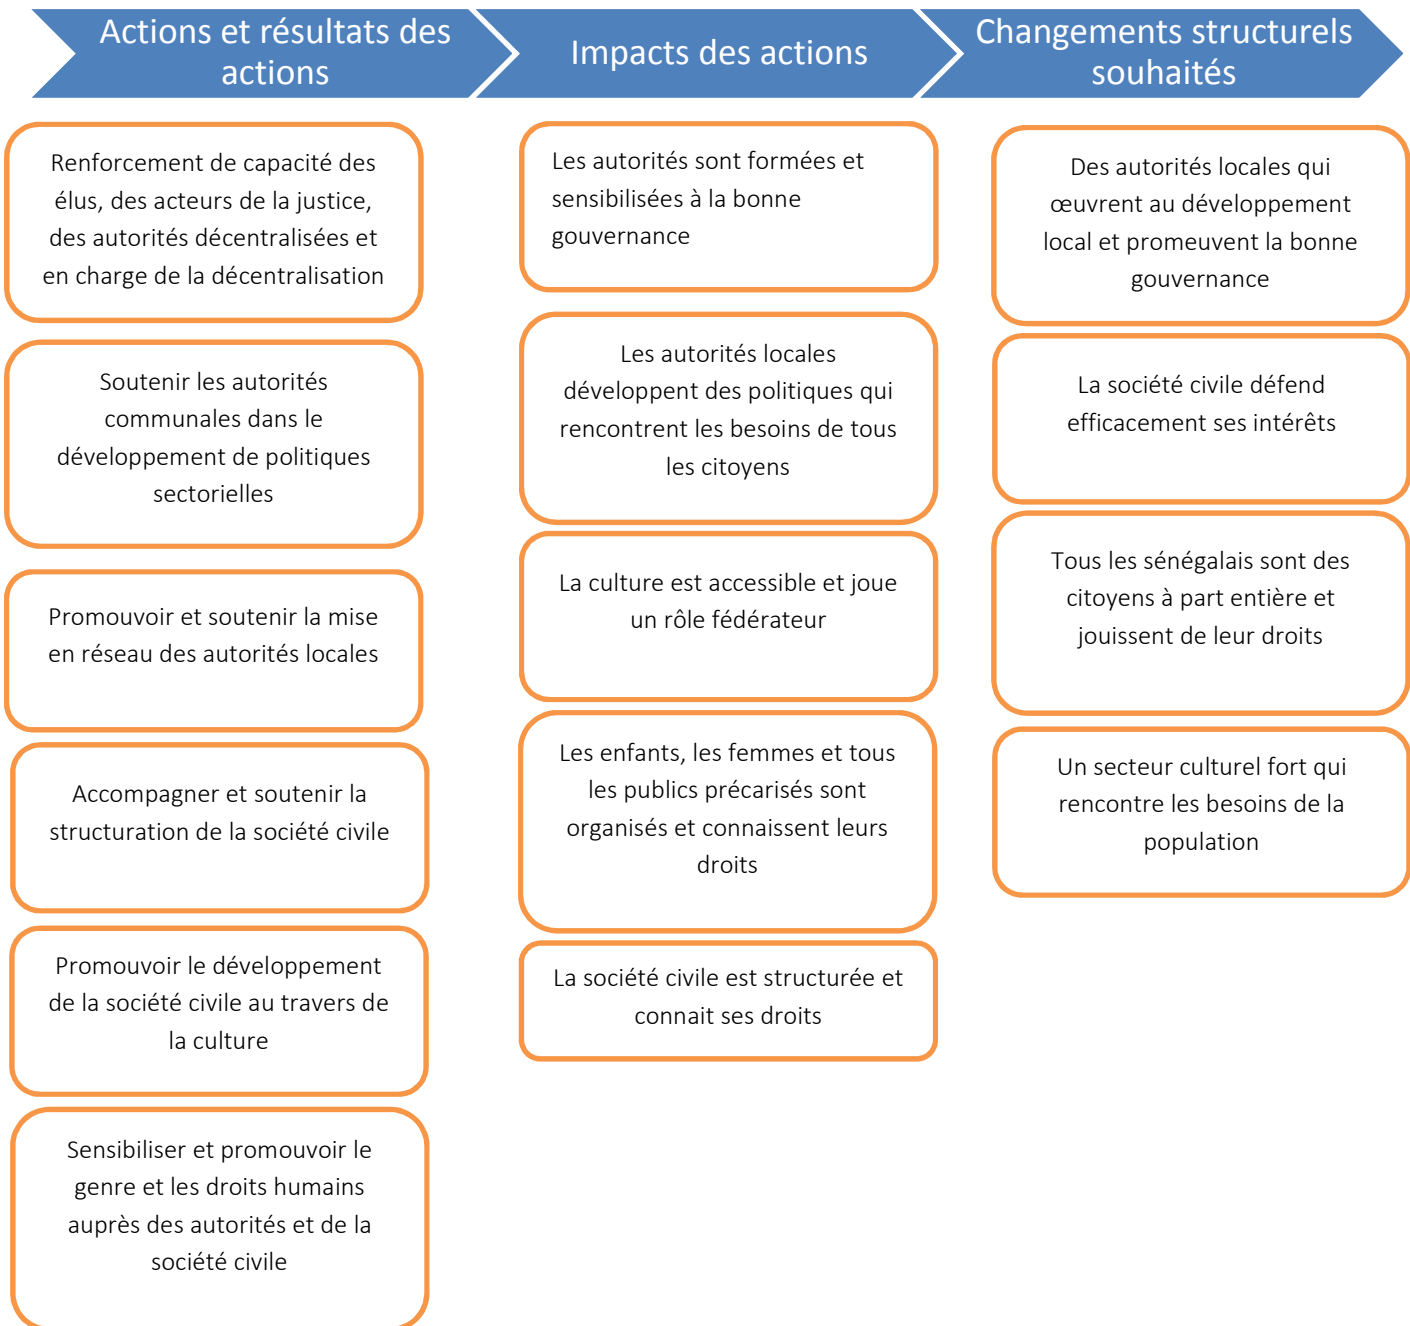 Actions et résultats des
actions
Impacts des actions
Changements structurels
souhaités
Renforcement de capacité des
élus, des acteurs de la justice,
des autorités décentralisées et
en charge de la décentralisation
Soutenir les autorités
communales dans le
développement de politiques
sectorielles
Promouvoir et soutenir la mise
en réseau des autorités locales
Accompagner et soutenir la
structuration de la société civile
Promouvoir le développement
de la société civile au travers de
la culture
Sensibiliser et promouvoir le
genre et les droits humains
auprès des autorités et de la
société civile
Les autorités sont formées et
sensibilisées à la bonne
gouvernance
Les autorités locales
développent des politiques qui
rencontrent les besoins de tous
les citoyens
La culture est accessible et joue
un rôle fédérateur
Les enfants, les femmes et tous
les publics précarisés sont
organisés et connaissent leurs
droits
La société civile est structurée et
connait ses droits
Des autorités locales qui
œuvrent au développement
local et promeuvent la bonne
gouvernance
La société civile défend
efficacement ses intérêts
Tous les sénégalais sont des
citoyens à part entière et
jouissent de leur droits
Un secteur culturel fort qui
rencontre les besoins de la
population